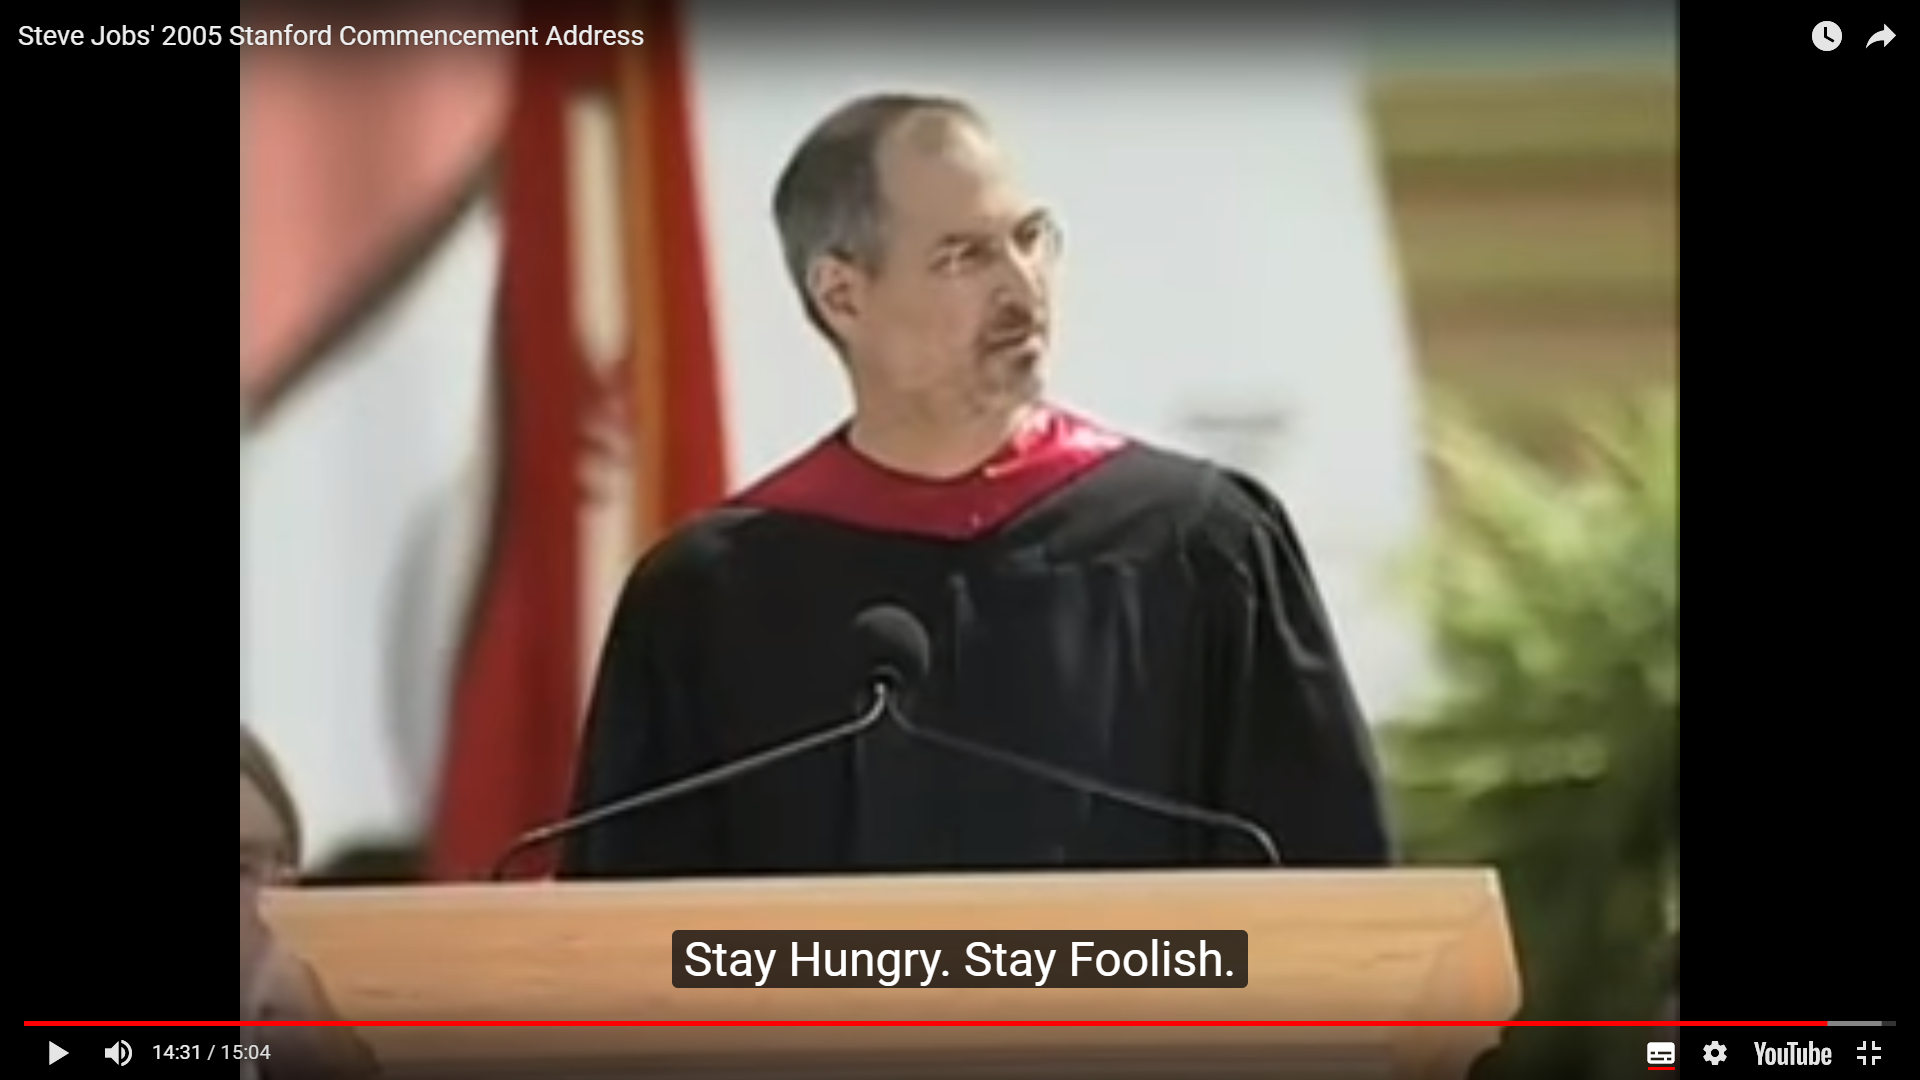 Steve Jobs' 2005 Stanford Commencement Address
Stay Hungry. Stay Foolish.
14:31 / 15:04
YouTube